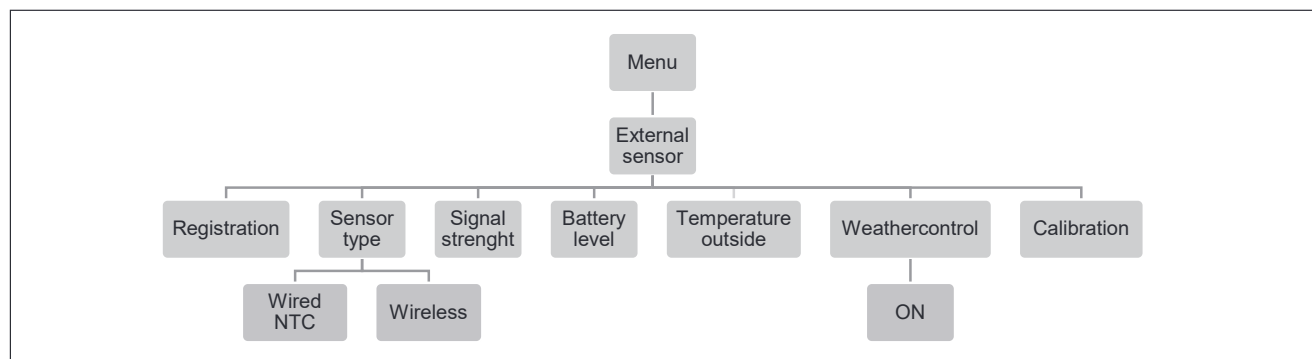 Menu
External
sensor
Registration
Sensor
type
Signal
strenght
Battery
level
Temperature
outside
Weathercontrol
Calibration
Wired
NTC
Wireless
ON